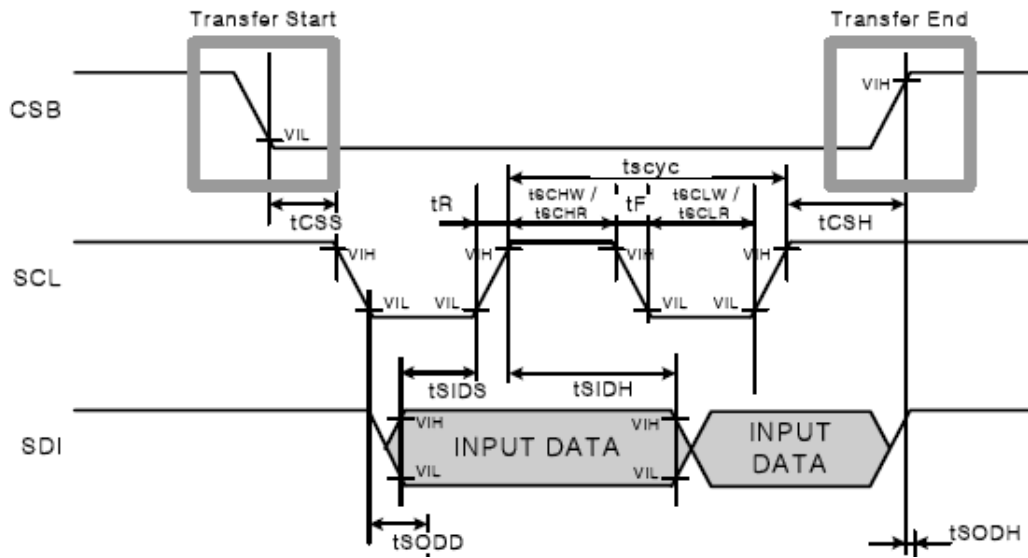 Transfer Start
Transfer End
CSB
VIL
VIH
tscyc
tCSS
tR
tSCHW /
tSCHR
tF
tSCLW /
tSCLR
tCSH
SCL
VIH
VIH
VIH
VIL
VIL
VIL
VIL
tSIDS
tSIDH
SDI
VIH
VIH
INPUT DATA
INPUT
DATA
VIL
VIL
tSODD
tSODH